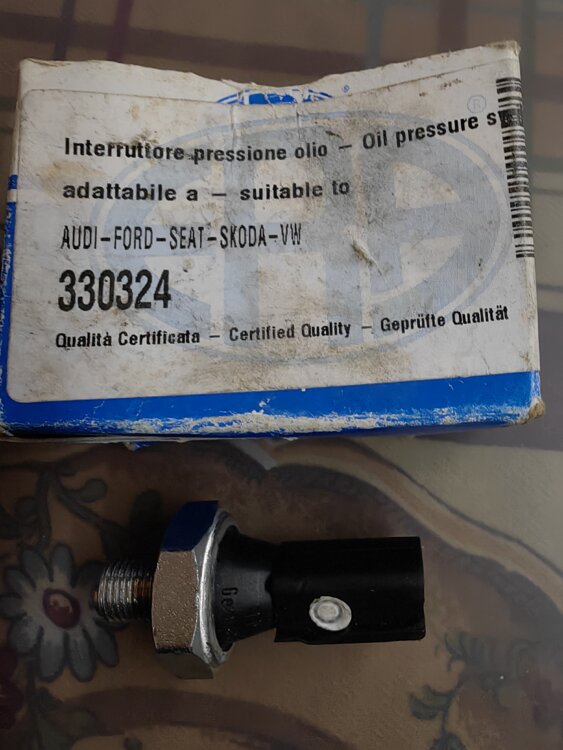 Interruttore pressione olio – Oil pressure
adattabile a – suitable to
AUDI-FORD-SEAT-SKODA-VW
330324
Qualità Certificata – Certified Quality – Geprüfte Qualität